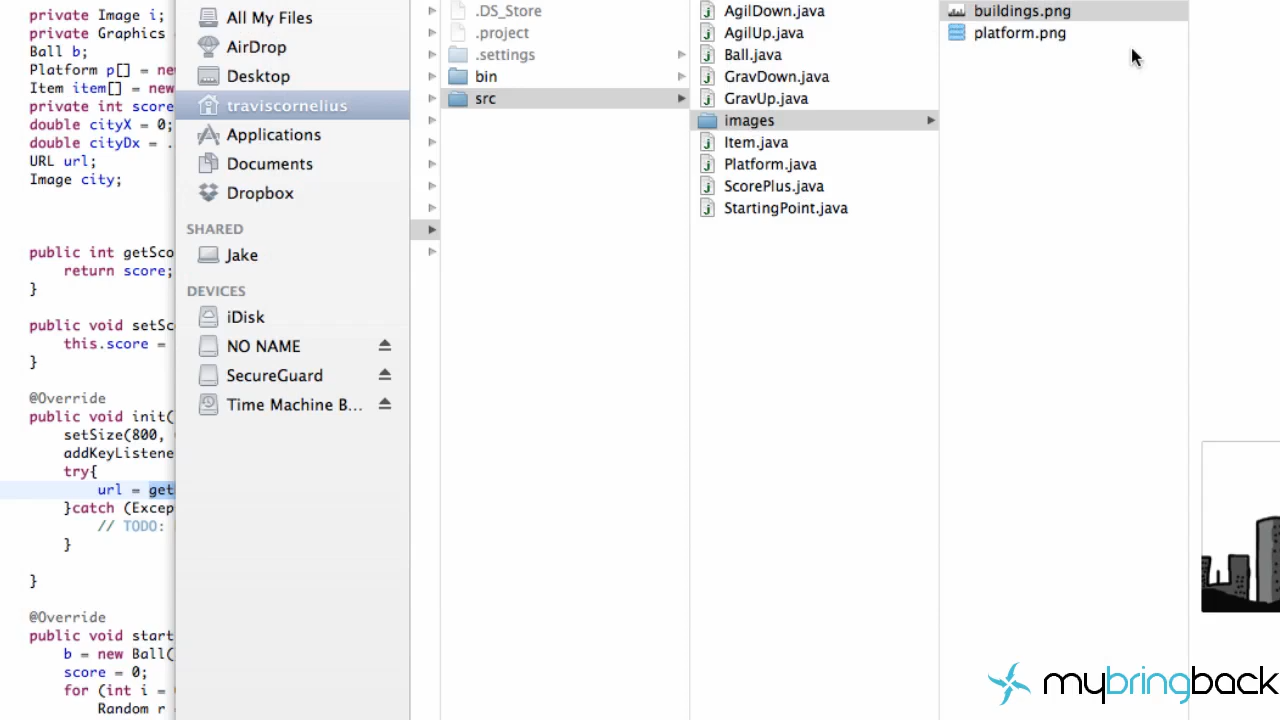 private Image i;
private Graphics
Ball b;
Platform p[] = new
Item item[] = new
private int score
double cityX = 0;
double cityDx = .
URL url;
Image city;
public int getSco
return score;
}
public void setSc
this.score =
}
@Override
public void init(
setSize(800,
addKeyListene
try{
url = get
}catch (Excep
// TODO:
}
}
@Override
public void start
b = new Ball(
score = 0;
for (int i =
Random r
All My Files
AirDrop
Desktop
traviscornelius
Applications
Documents
Dropbox
SHARED
Jake
DEVICES
iDisk
NO NAME
SecureGuard
Time Machine B...
.DS_Store
.project
.settings
bin
src
AgilDown.java
AgilUp.java
Ball.java
GravDown.java
GravUp.java
images
Item.java
Platform.java
ScorePlus.java
StartingPoint.java
buildings.png
platform.png
mybringback